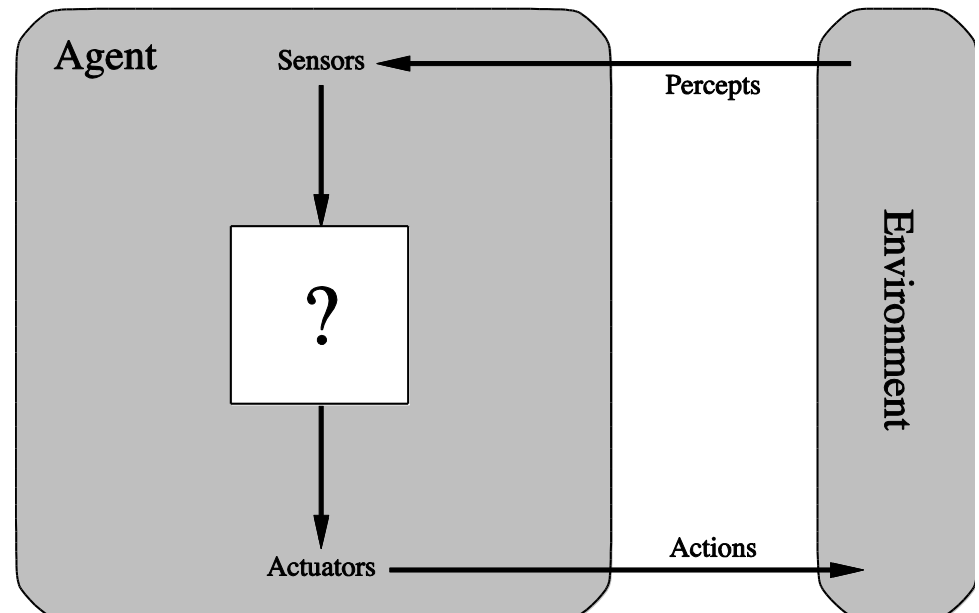 Agent
Sensors
Percepts
?
Environment
Actions
Actuators